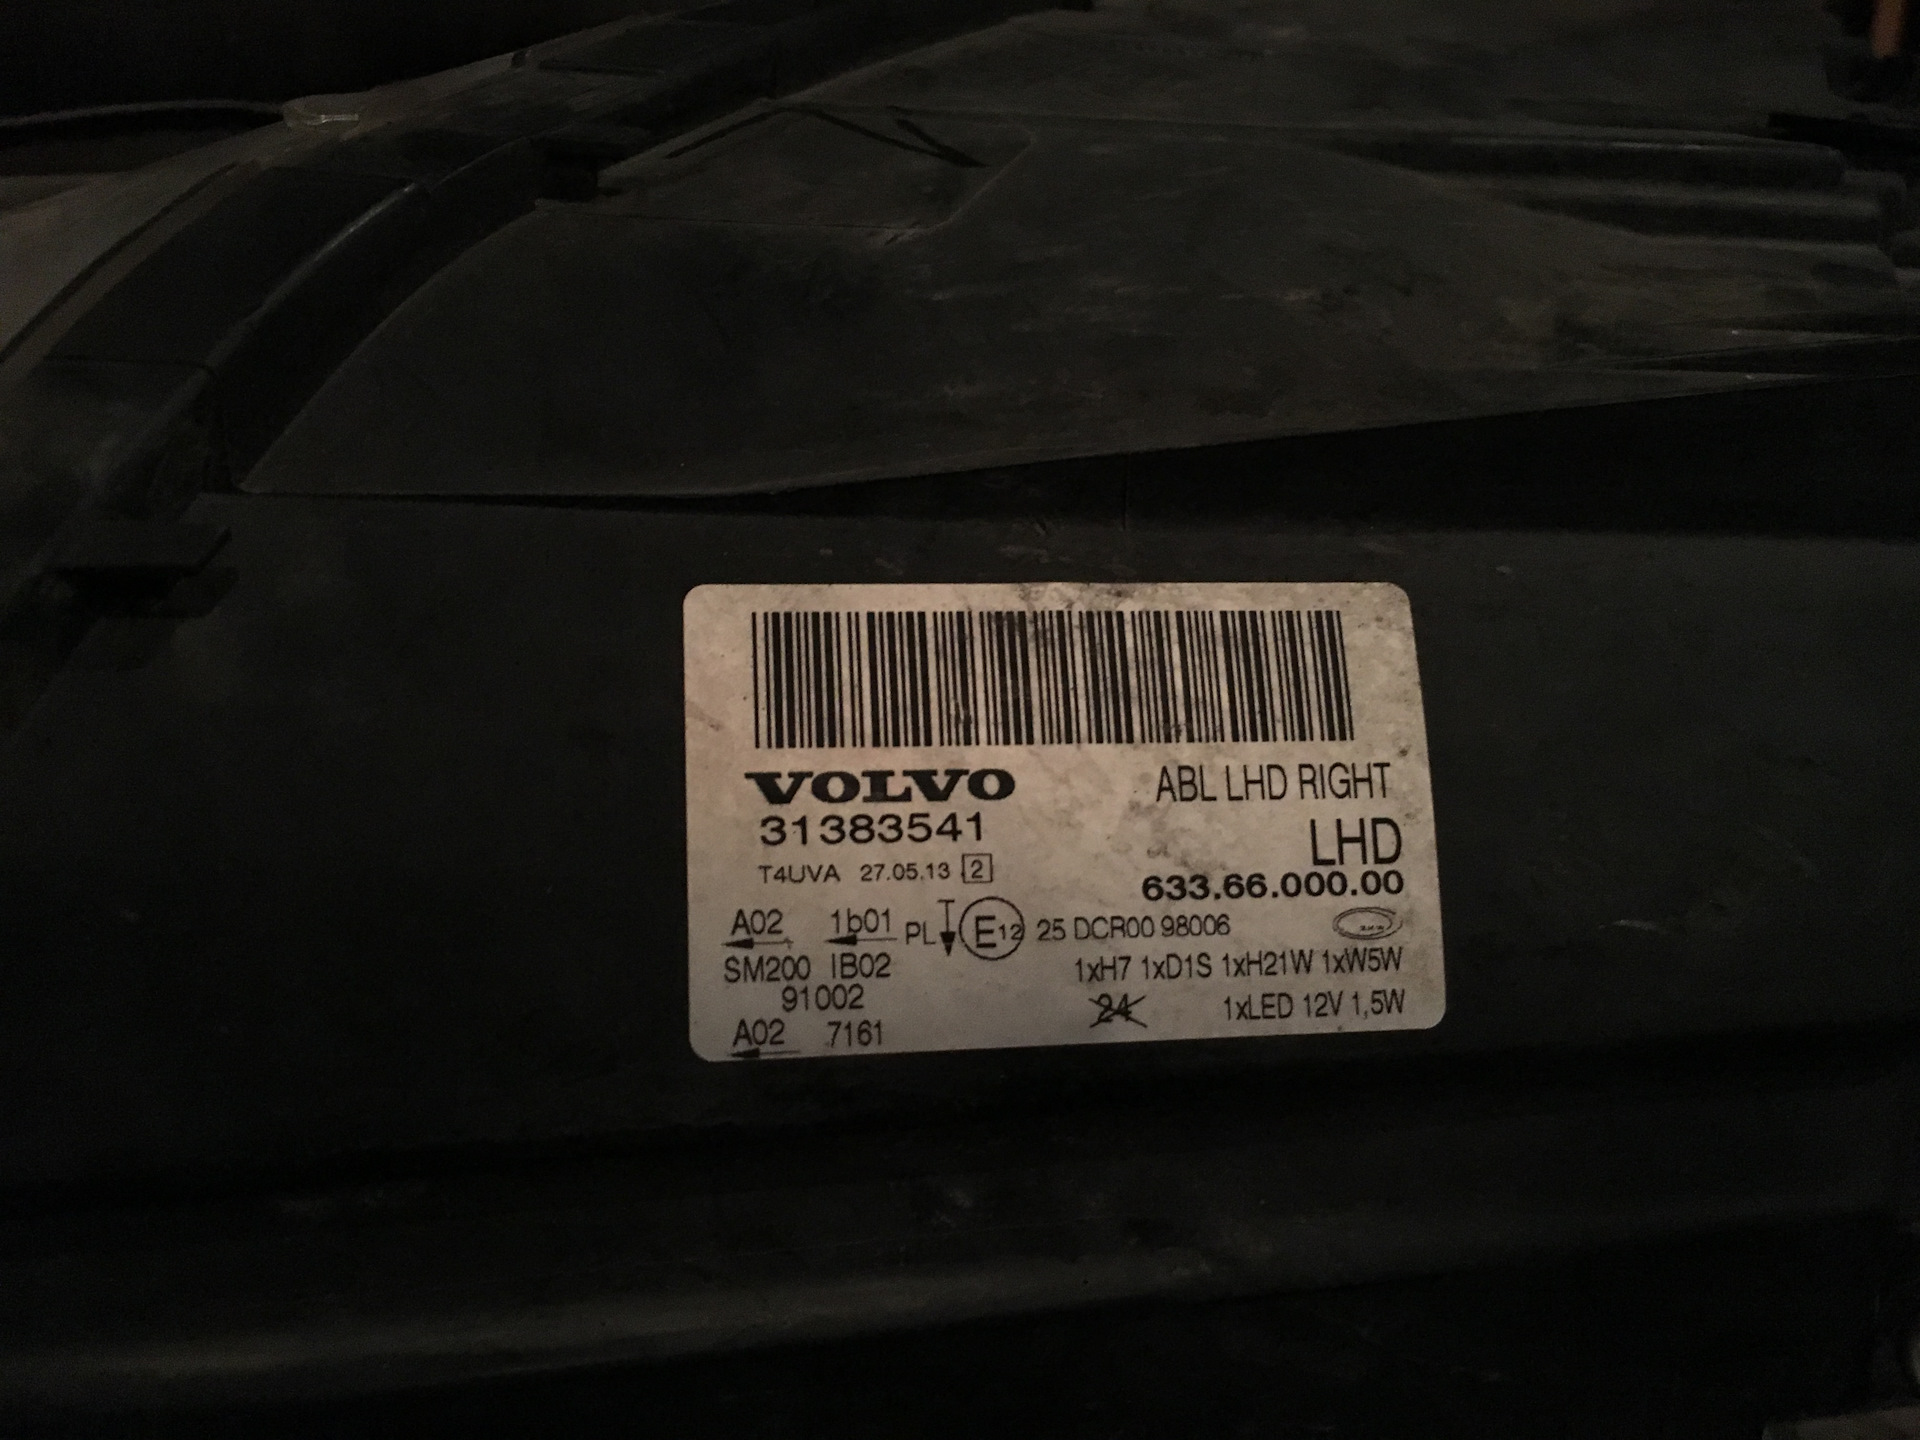 VOLVO ABL LHD RIGHT
31383541 LHD
T4UVA 27.05.13 2 633.66.000.00
A02 1b01 PL E12 25 DCR00 98006
SM200 IB02 1xH7 1xD1S 1xH21W 1xW5W
91002 24 1xLED 12V 1,5W
A02 7161